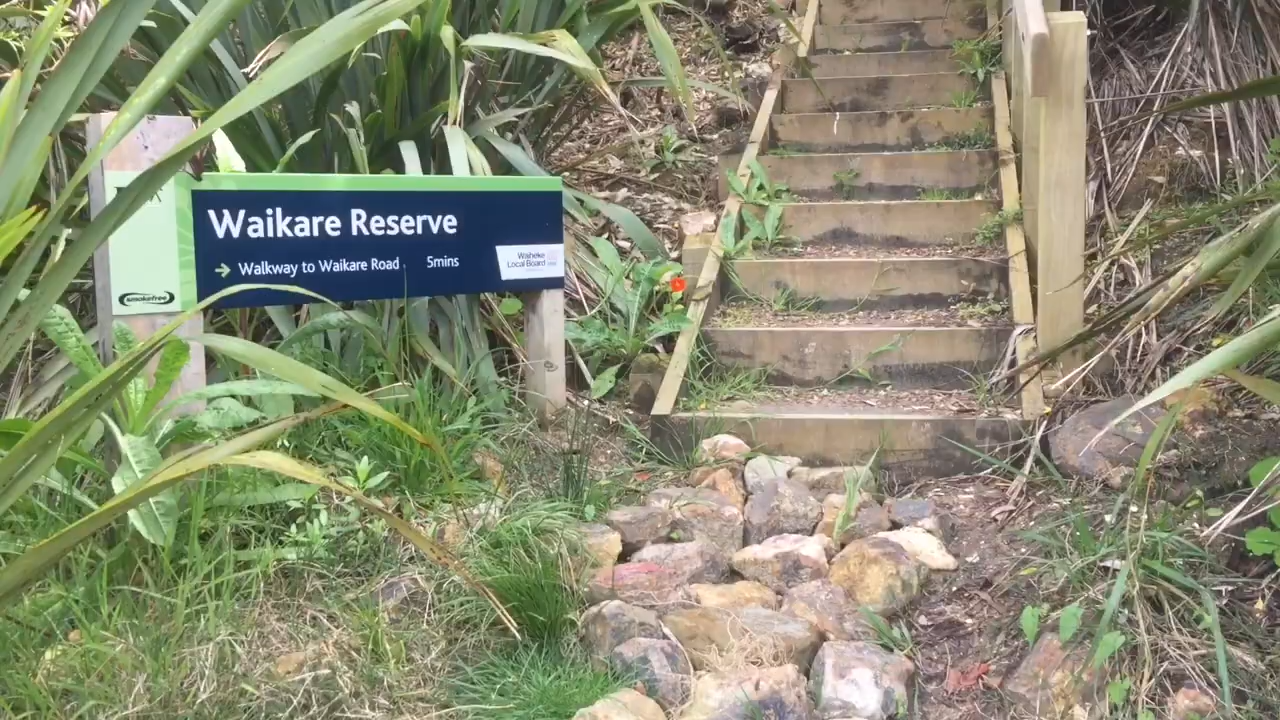 Waikare Reserve
Walkway to Waikare Road 5mins
Waiheke
Local Board
smokefree